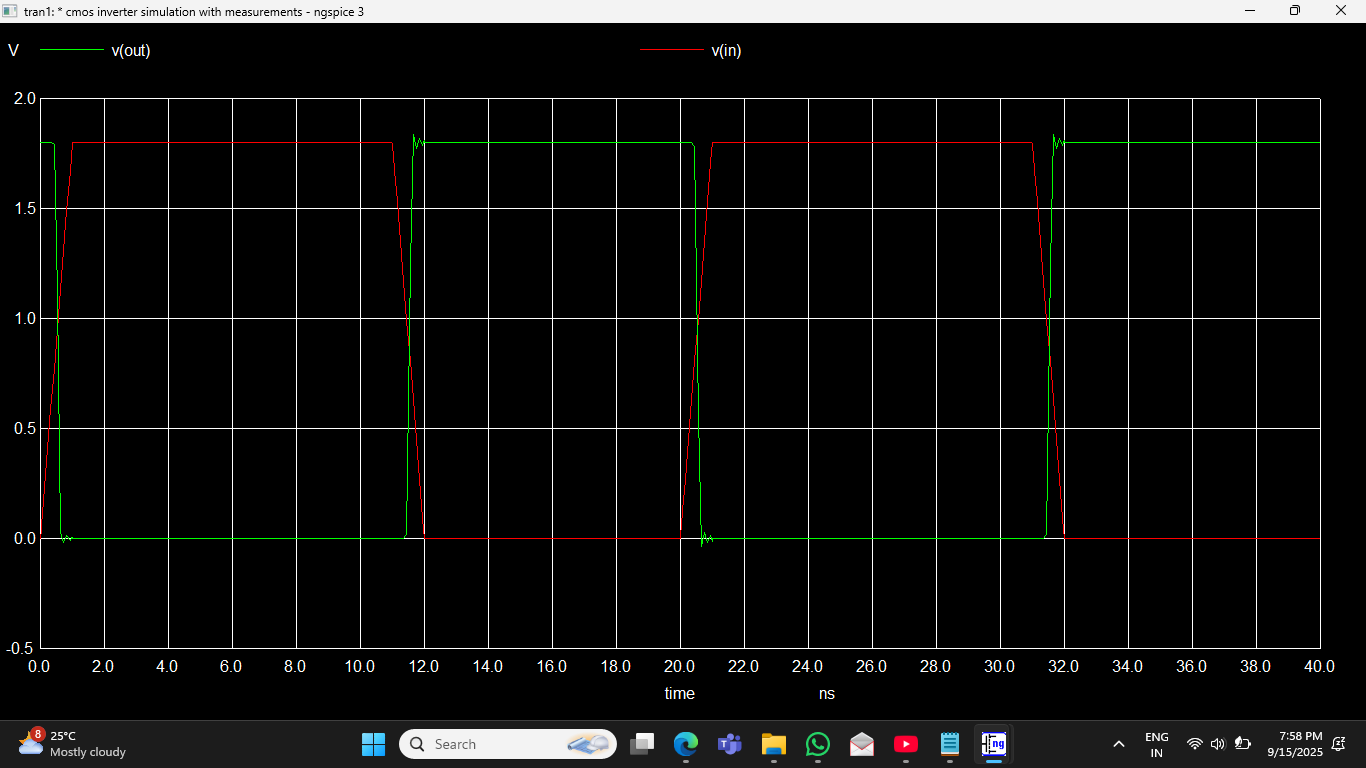 tran1: * cmos inverter simulation with measurements - ngspice 3
V v(out) v(in)
2.0
1.5
1.0
0.5
0.0
-0.5
0.0 2.0 4.0 6.0 8.0 10.0 12.0 14.0 16.0 18.0 20.0 22.0 24.0 26.0 28.0 30.0 32.0 34.0 36.0 38.0 40.0
time ns
8 25°C
Mostly cloudy
Search
ng
ENG
IN
7:58 PM
9/15/2025